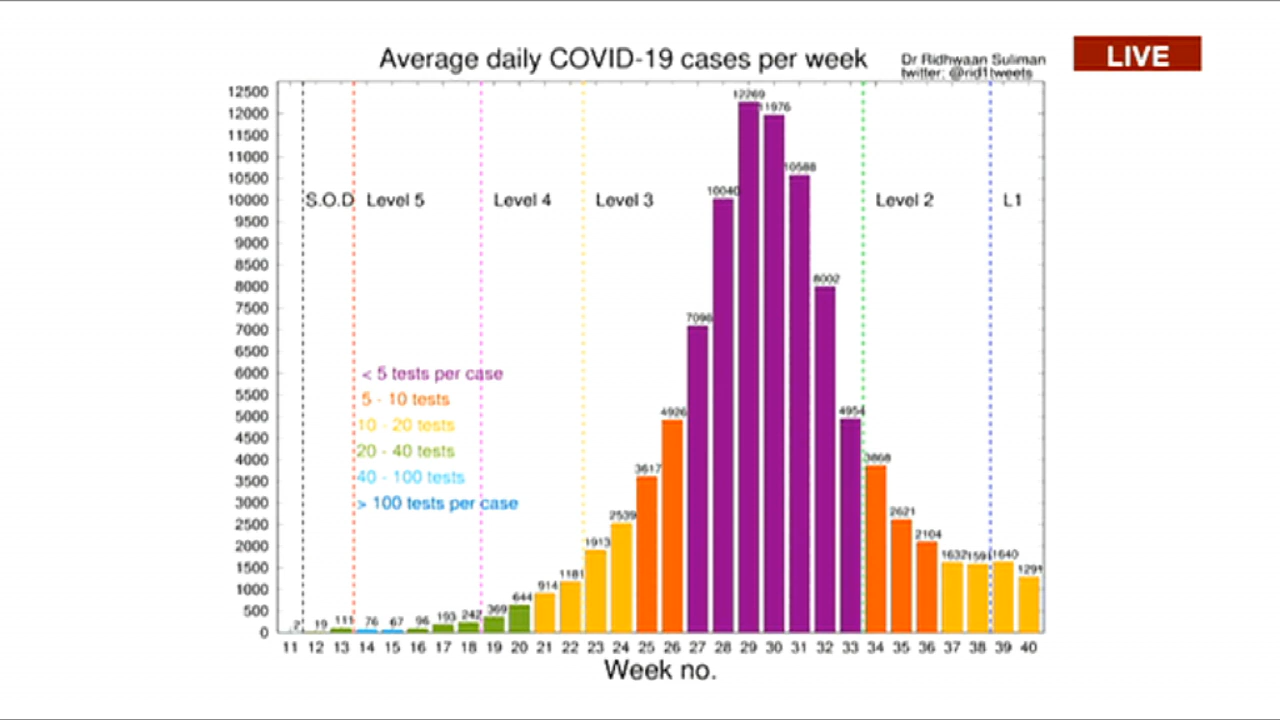 Average daily COVID-19 cases per week
Dr Ridhwaan Suliman
twitter: @rid1tweets
LIVE
12500
12000
11500
11000
10500
10000
9500
9000
8500
8000
7500
7000
6500
6000
5500
5000
4500
4000
3500
3000
2500
2000
1500
1000
500
0
S.O.D Level 5 Level 4 Level 3 Level 2 L1
< 5 tests per case
5 - 10 tests
10 - 20 tests
20 - 40 tests
40 - 100 tests
> 100 tests per case
2 19 111 76 67 96 193 242 369 644 914 1181 1913 2539 3617 4926 7096 10040 12269 11976 10588 8002 4954 3868 2621 2104 1632 1591 1640 1291
11 12 13 14 15 16 17 18 19 20 21 22 23 24 25 26 27 28 29 30 31 32 33 34 35 36 37 38 39 40
Week no.